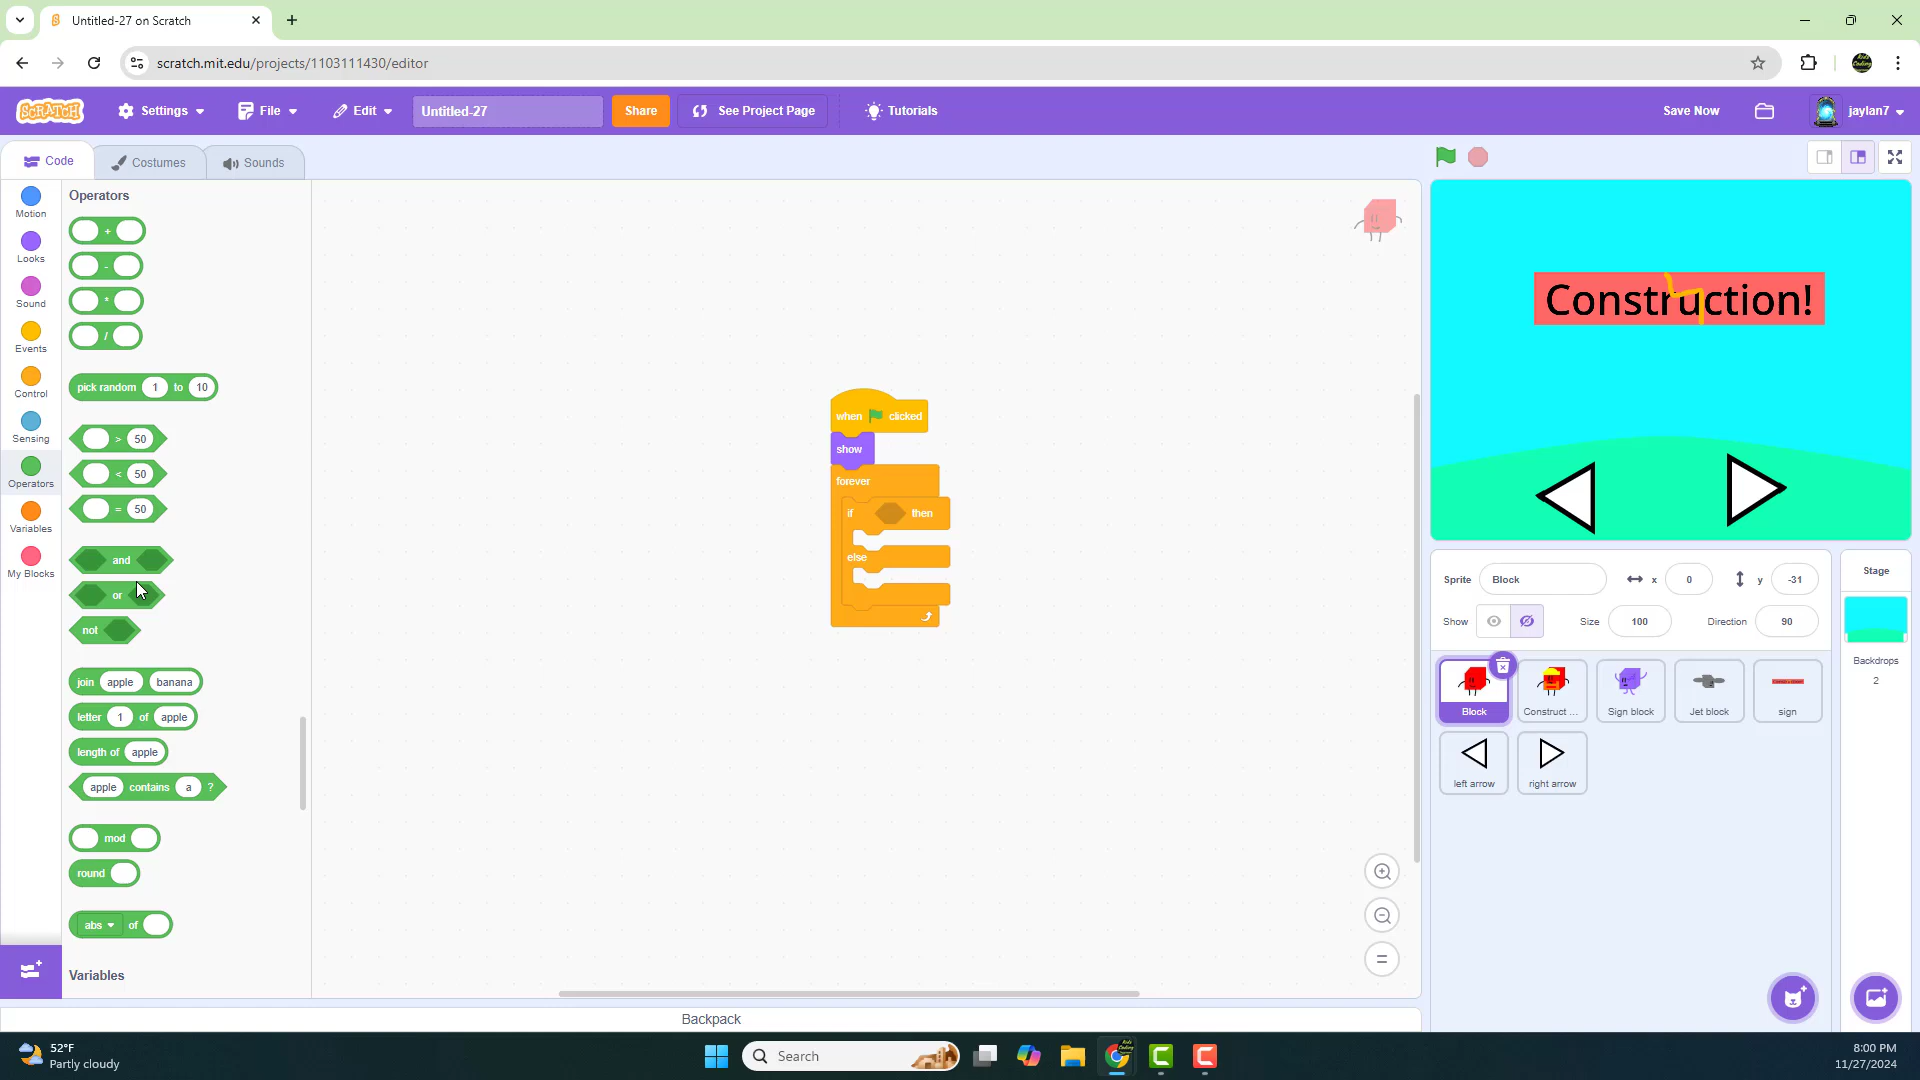 Untitled-27 on Scratch
scratch.mit.edu/projects/1103111430/editor
SCRATCH Settings File Edit Untitled-27 Share See Project Page Tutorials Save Now jaylan7
Code Costumes Sounds
Motion
Looks
Sound
Events
Control
Sensing
Operators
Variables
My Blocks
Operators
+
-
*
/
pick random 1 to 10
> 50
< 50
= 50
and
or
not
join apple banana
letter 1 of apple
length of apple
apple contains a ?
mod
round
abs of
Variables
when clicked
show
forever
if then
else
Construction!
Sprite Block x 0 y -31
Show Size 100 Direction 90
Block
Construct ...
Sign block
Jet block
sign
left arrow
right arrow
Stage
Backdrops
2
Backpack
52°F
Partly cloudy
Search
8:00 PM
11/27/2024